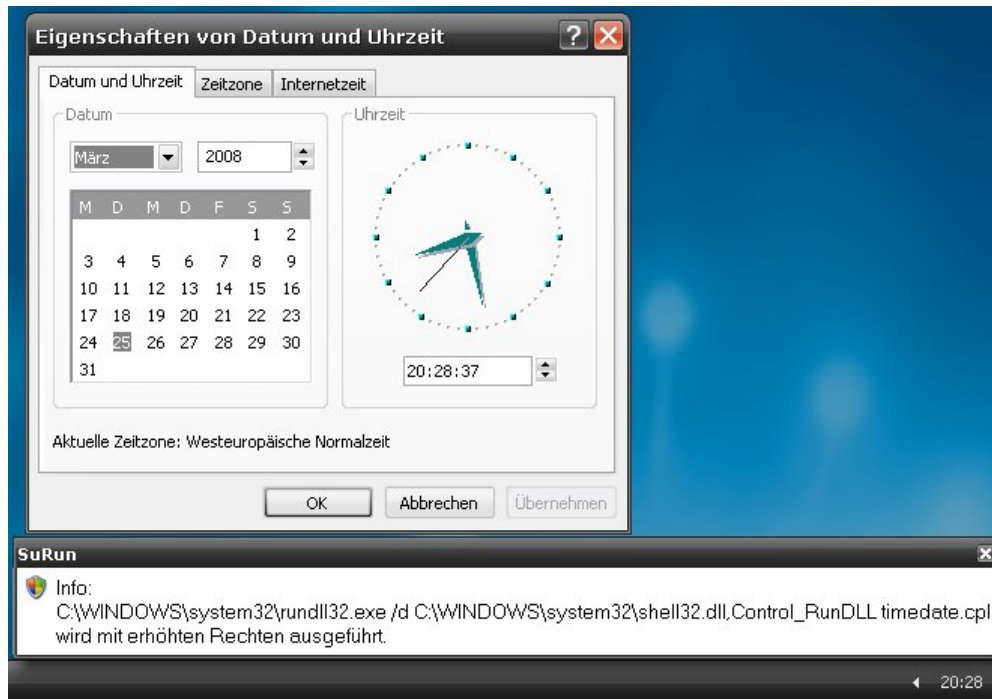 Eigenschaften von Datum und Uhrzeit
Datum und Uhrzeit Zeitzone Internetzeit
Datum
Uhrzeit
März 2008
M D M D F S S
1 2
3 4 5 6 7 8 9
10 11 12 13 14 15 16
17 18 19 20 21 22 23
24 25 26 27 28 29 30
31
20:28:37
Aktuelle Zeitzone: Westeuropäische Normalzeit
OK Abbrechen Übernehmen
SuRun
Info:
C:\WINDOWS\system32\rundll32.exe /d C:\WINDOWS\system32\shell32.dll,Control_RunDLL timedate.cpl
wird mit erhöhten Rechten ausgeführt.
20:28